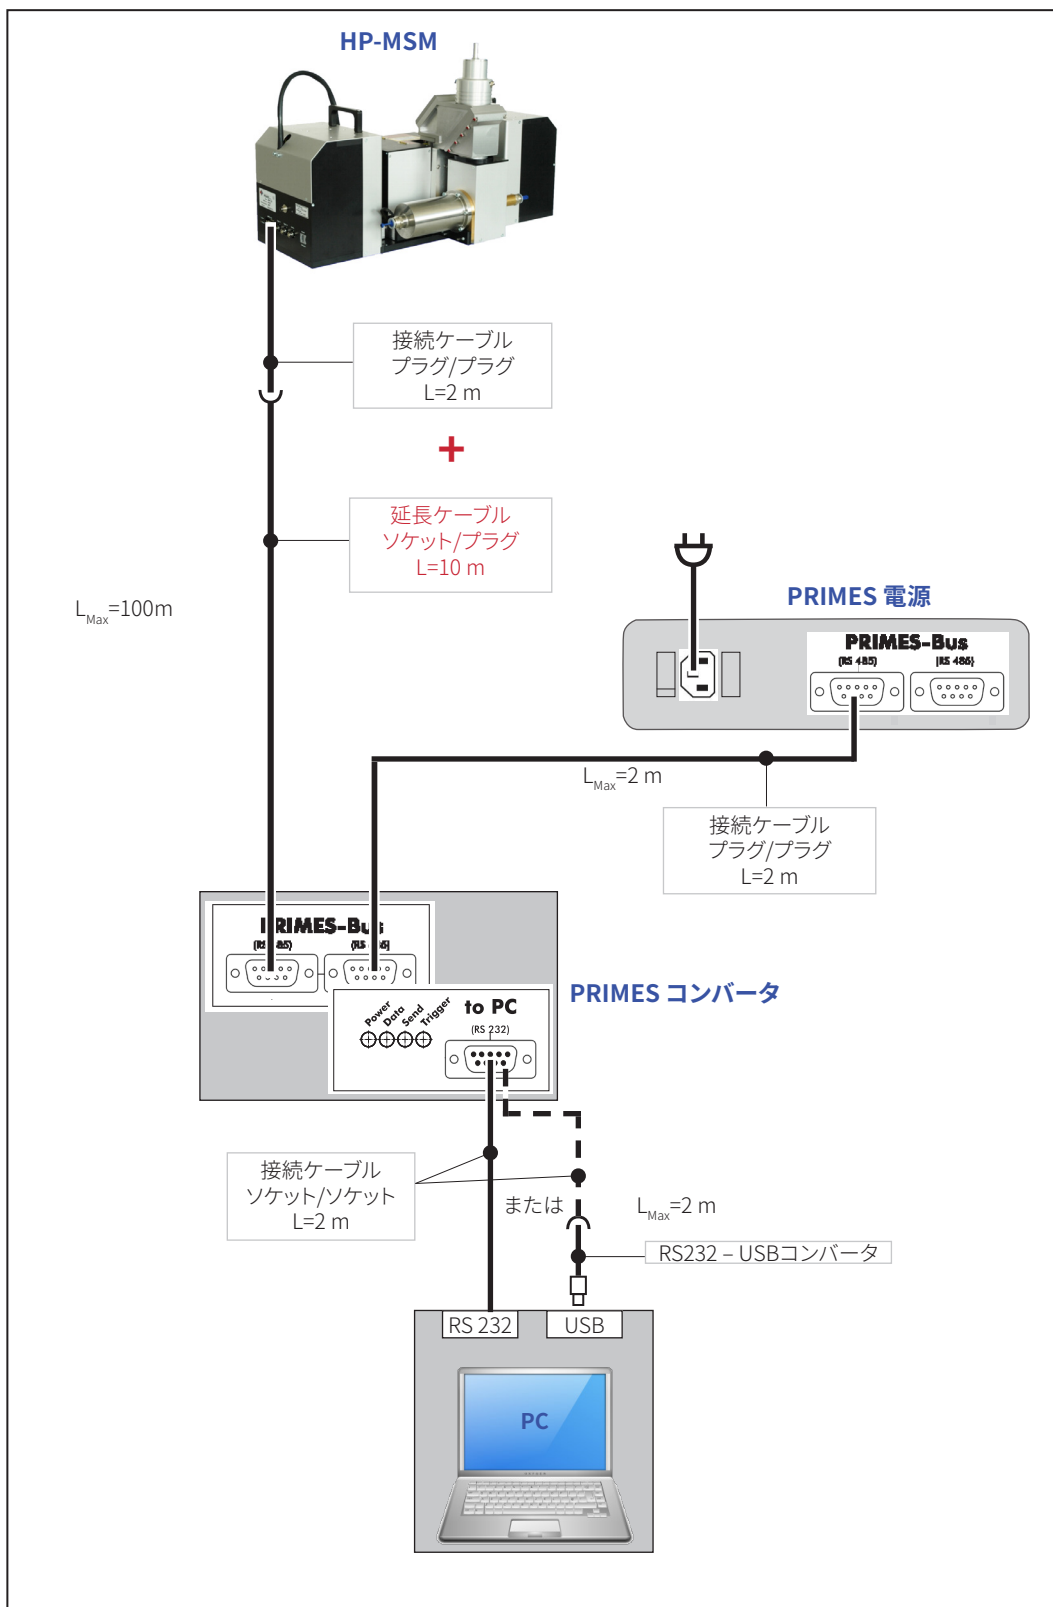 HP-MSM
接続ケーブル
プラグ/プラグ
L=2 m
+
延長ケーブル
ソケット/プラグ
L=10 m
LMax=100m
PRIMES 電源
PRIMES-Bus
(RS 485)
(RS 485)
LMax=2 m
接続ケーブル
プラグ/プラグ
L=2 m
PRIMES-Bus
PRIMES コンバータ
Power
Data
Send
Trigger
to PC
(RS 232)
接続ケーブル
ソケット/ソケット
L=2 m
または
LMax=2 m
RS232 – USBコンバータ
RS 232
USB
PC